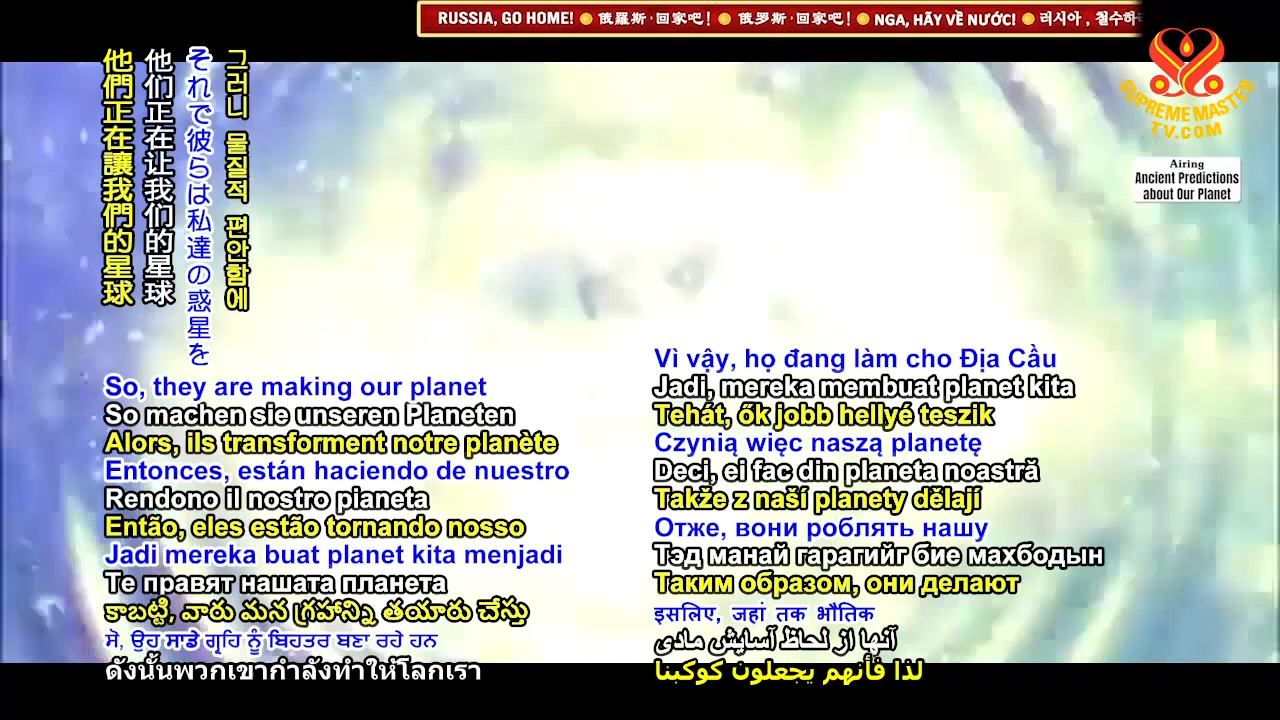 RUSSIA, GO HOME! 俄羅斯,回家吧! 俄罗斯,回家吧! NGA, HÃY VỀ NƯỚC! 러시아, 철수하
SUPREME MASTER
TV.COM
Airing
Ancient Predictions
about Our Planet
他們正在讓我們的星球
他们正在让我们的星球
それで彼らは私達の惑星を
그러니 물질적 편안함에
So, they are making our planet
So machen sie unseren Planeten
Alors, ils transforment notre planète
Entonces, están haciendo de nuestro
Rendono il nostro pianeta
Então, eles estão tornando nosso
Jadi mereka buat planet kita menjadi
Те правят нашата планета
కాబట్టి, వారు మన గ్రహాన్ని తయారు చేస్తు
ਸੋ, ਉਹ ਸਾਡੇ ਗ੍ਰਹਿ ਨੂੰ ਬਿਹਤਰ ਬਣਾ ਰਹੇ ਹਨ
ดังนั้นพวกเขากำลังทำให้โลกเรา
Vì vậy, họ đang làm cho Địa Cầu
Jadi, mereka membuat planet kita
Tehát, ők jobb hellyé teszik
Czynią więc naszą planetę
Deci, ei fac din planeta noastră
Takže z naší planety dělají
Отже, вони роблять нашу
Тэд манай гарагийг бие махбодын
Таким образом, они делают
इसलिए, जहां तक भौतिक
آنها از لحاظ آسایش مادی
لذا فأنهم يجعلون كوكبنا